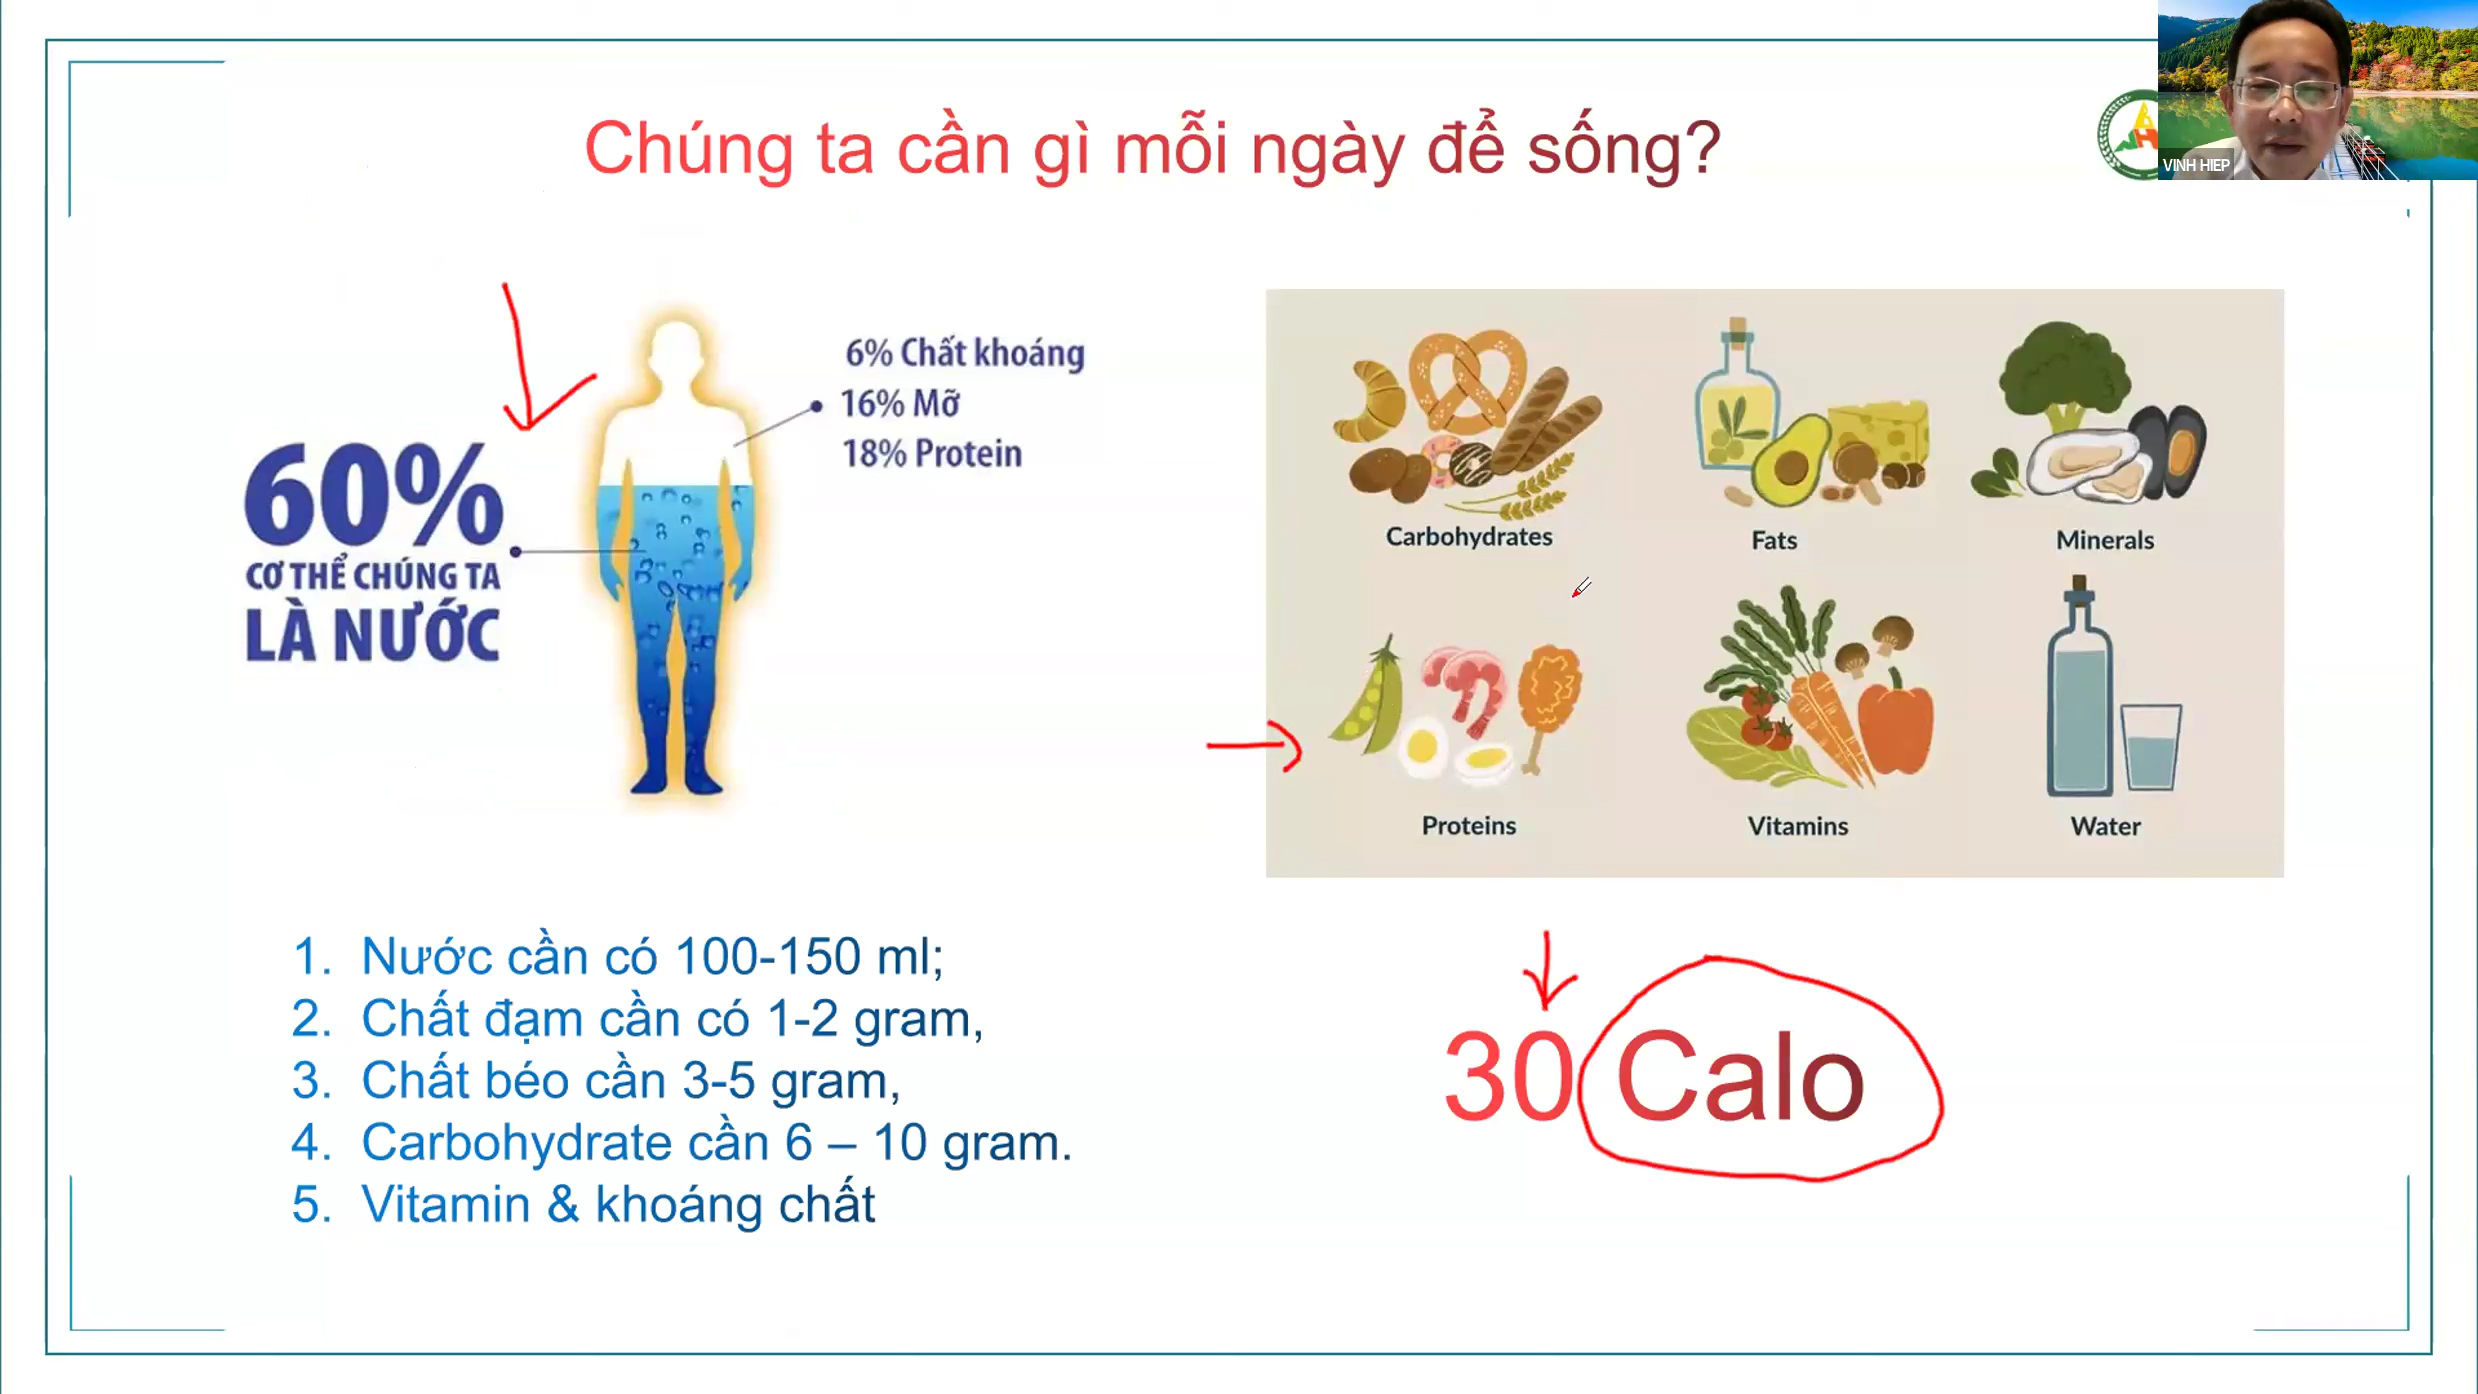 Chúng ta cần gì mỗi ngày để sống?
VINH HIEP
6% Chất khoáng
16% Mỡ
18% Protein
60%
CƠ THỂ CHÚNG TA
LÀ NƯỚC
Carbohydrates
Fats
Minerals
Proteins
Vitamins
Water
1. Nước cần có 100-150 ml;
2. Chất đạm cần có 1-2 gram,
3. Chất béo cần 3-5 gram,
4. Carbohydrate cần 6 – 10 gram.
5. Vitamin & khoáng chất
30 Calo